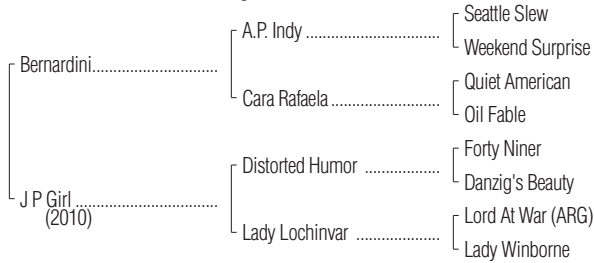 Seattle Slew
A.P. Indy ..............................
Weekend Surprise
Bernardini............................
Quiet American
Cara Rafaela........................
Oil Fable
Forty Niner
Distorted Humor .................
Danzig's Beauty
J P Girl ................................
(2010)
Lord At War (ARG)
Lady Lochinvar ...................
Lady Winborne